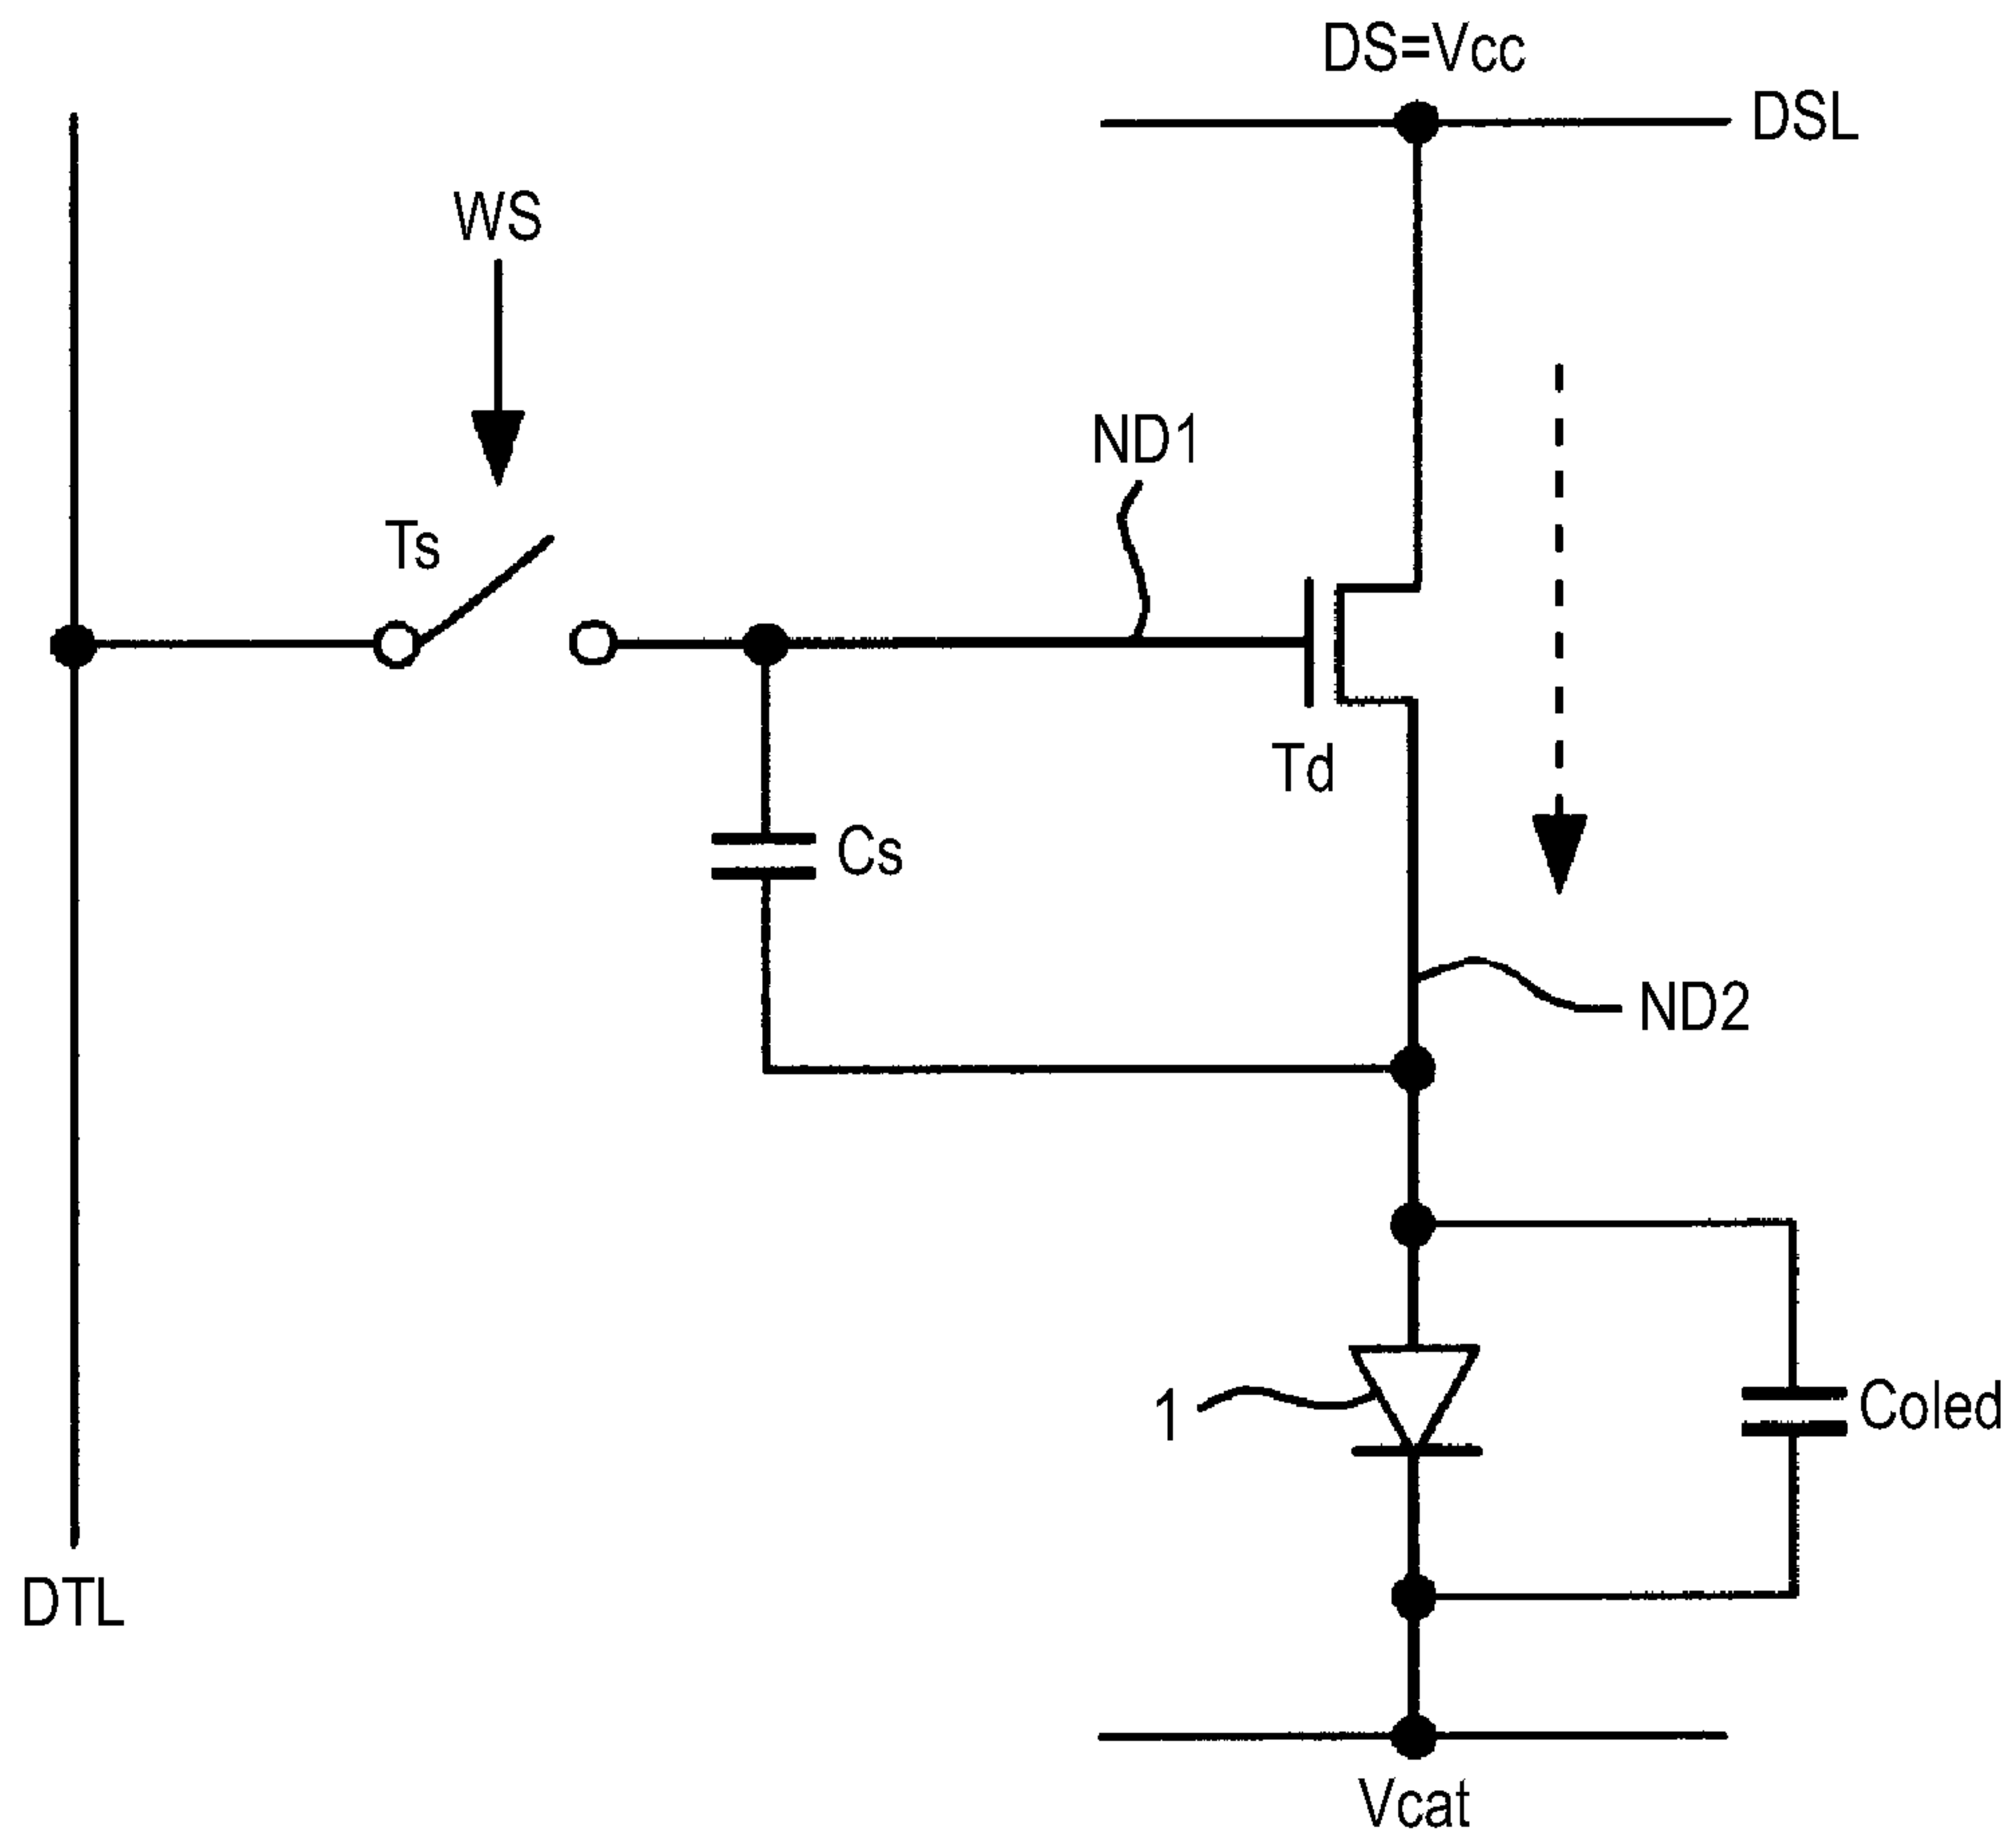 DS=Vcc
DSL
WS
ND1
Ts
Td
Cs
ND2
1
Coled
DTL
Vcat